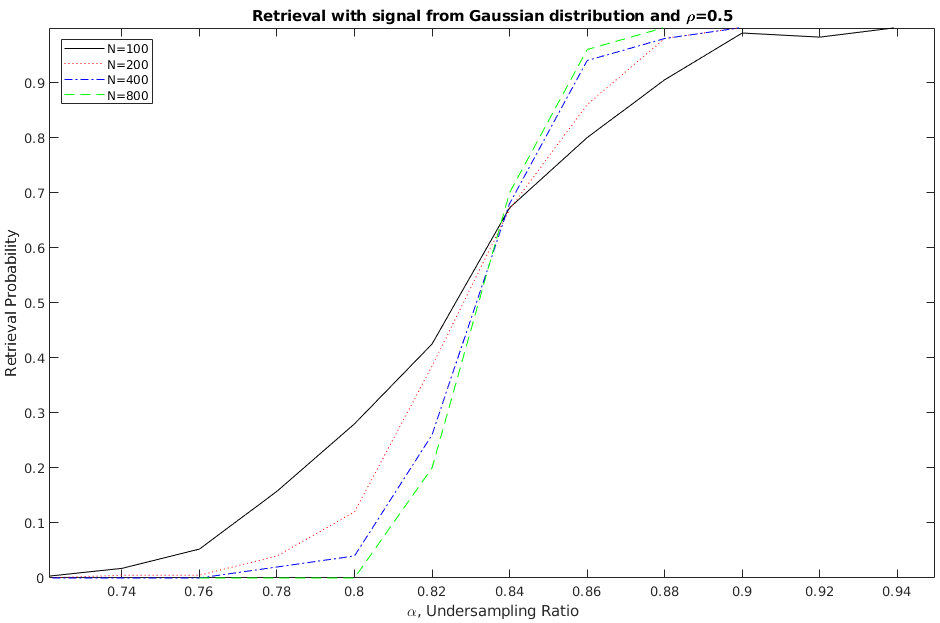 Retrieval with signal from Gaussian distribution and ρ=0.5
N=100
N=200
N=400
N=800
0.9
0.8
0.7
0.6
0.5
0.4
0.3
0.2
0.1
0
Retrieval Probability
0.74 0.76 0.78 0.8 0.82 0.84 0.86 0.88 0.9 0.92 0.94
α, Undersampling Ratio